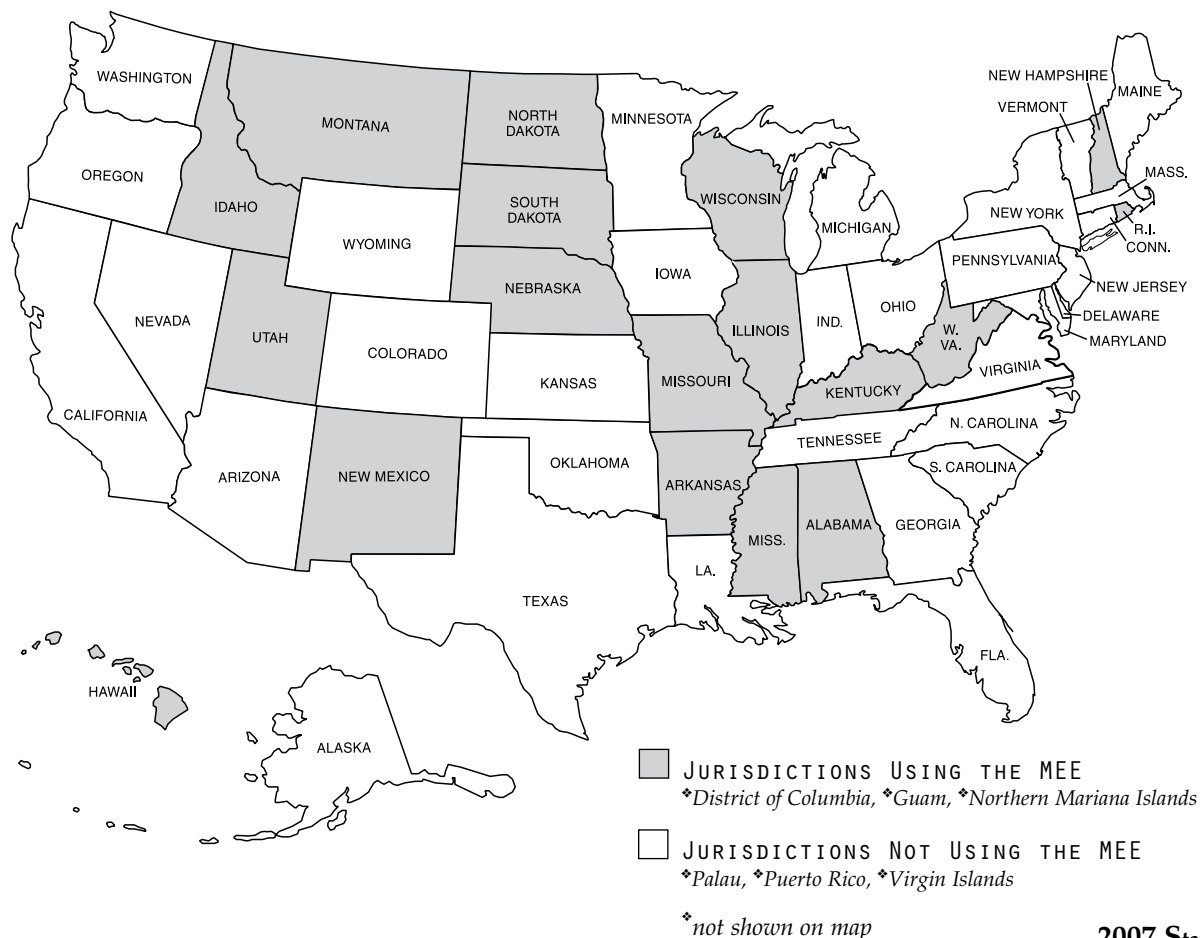 WASHINGTON
OREGON
CALIFORNIA
NEVADA
IDAHO
MONTANA
WYOMING
UTAH
COLORADO
ARIZONA
NEW MEXICO
NORTH
DAKOTA
SOUTH
DAKOTA
NEBRASKA
KANSAS
OKLAHOMA
TEXAS
MINNESOTA
IOWA
MISSOURI
ARKANSAS
LA.
WISCONSIN
ILLINOIS
MICHIGAN
IND.
OHIO
KENTUCKY
TENNESSEE
MISS.
ALABAMA
GEORGIA
FLA.
S. CAROLINA
N. CAROLINA
VIRGINIA
W.
VA.
PENNSYLVANIA
NEW YORK
VERMONT
NEW HAMPSHIRE
MAINE
MASS.
R.I.
CONN.
NEW JERSEY
DELAWARE
MARYLAND
HAWAII
ALASKA
JURISDICTIONS USING THE MEE
❖District of Columbia, ❖Guam, ❖Northern Mariana Islands
JURISDICTIONS NOT USING THE MEE
❖Palau, ❖Puerto Rico, ❖Virgin Islands
❖not shown on map
2007